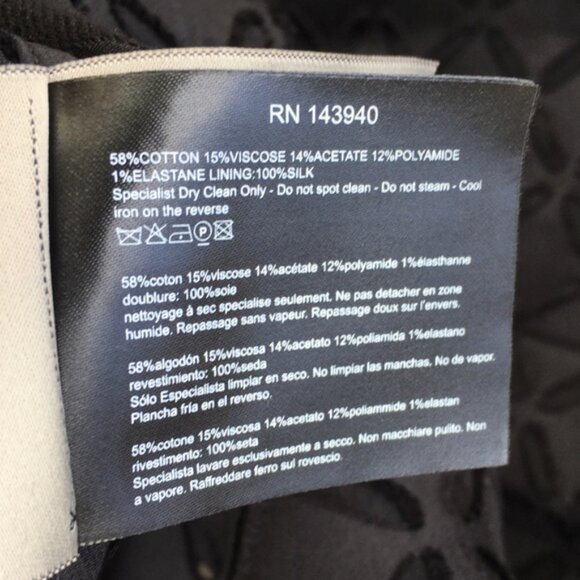 RN 143940
58%COTTON 15%VISCOSE 14%ACETATE 12%POLYAMIDE
1%ELASTANE LINING:100%SILK
Specialist Dry Clean Only - Do not spot clean - Do not steam - Cool
iron on the reverse
P
58%coton 15%viscose 14%acétate 12%polyamide 1%élasthanne
doublure: 100%soie
nettoyage à sec specialise seulement. Ne pas detacher en zone
humide. Repassage sans vapeur. Repassage doux sur l'envers.
58%algodón 15%viscosa 14%acetato 12%poliamida 1%elastano
revestimiento: 100%seda
Sólo Especialista limpiar en seco. No limpiar las manchas. No de vapor.
Plancha fría en el reverso.
58%cotone 15%viscosa 14%acetato 12%poliammide 1%elastan
rivestimento: 100%seta
Specialista lavare esclusivamente a secco. Non macchiare pulito. Non
a vapore. Raffreddare ferro sul rovescio.